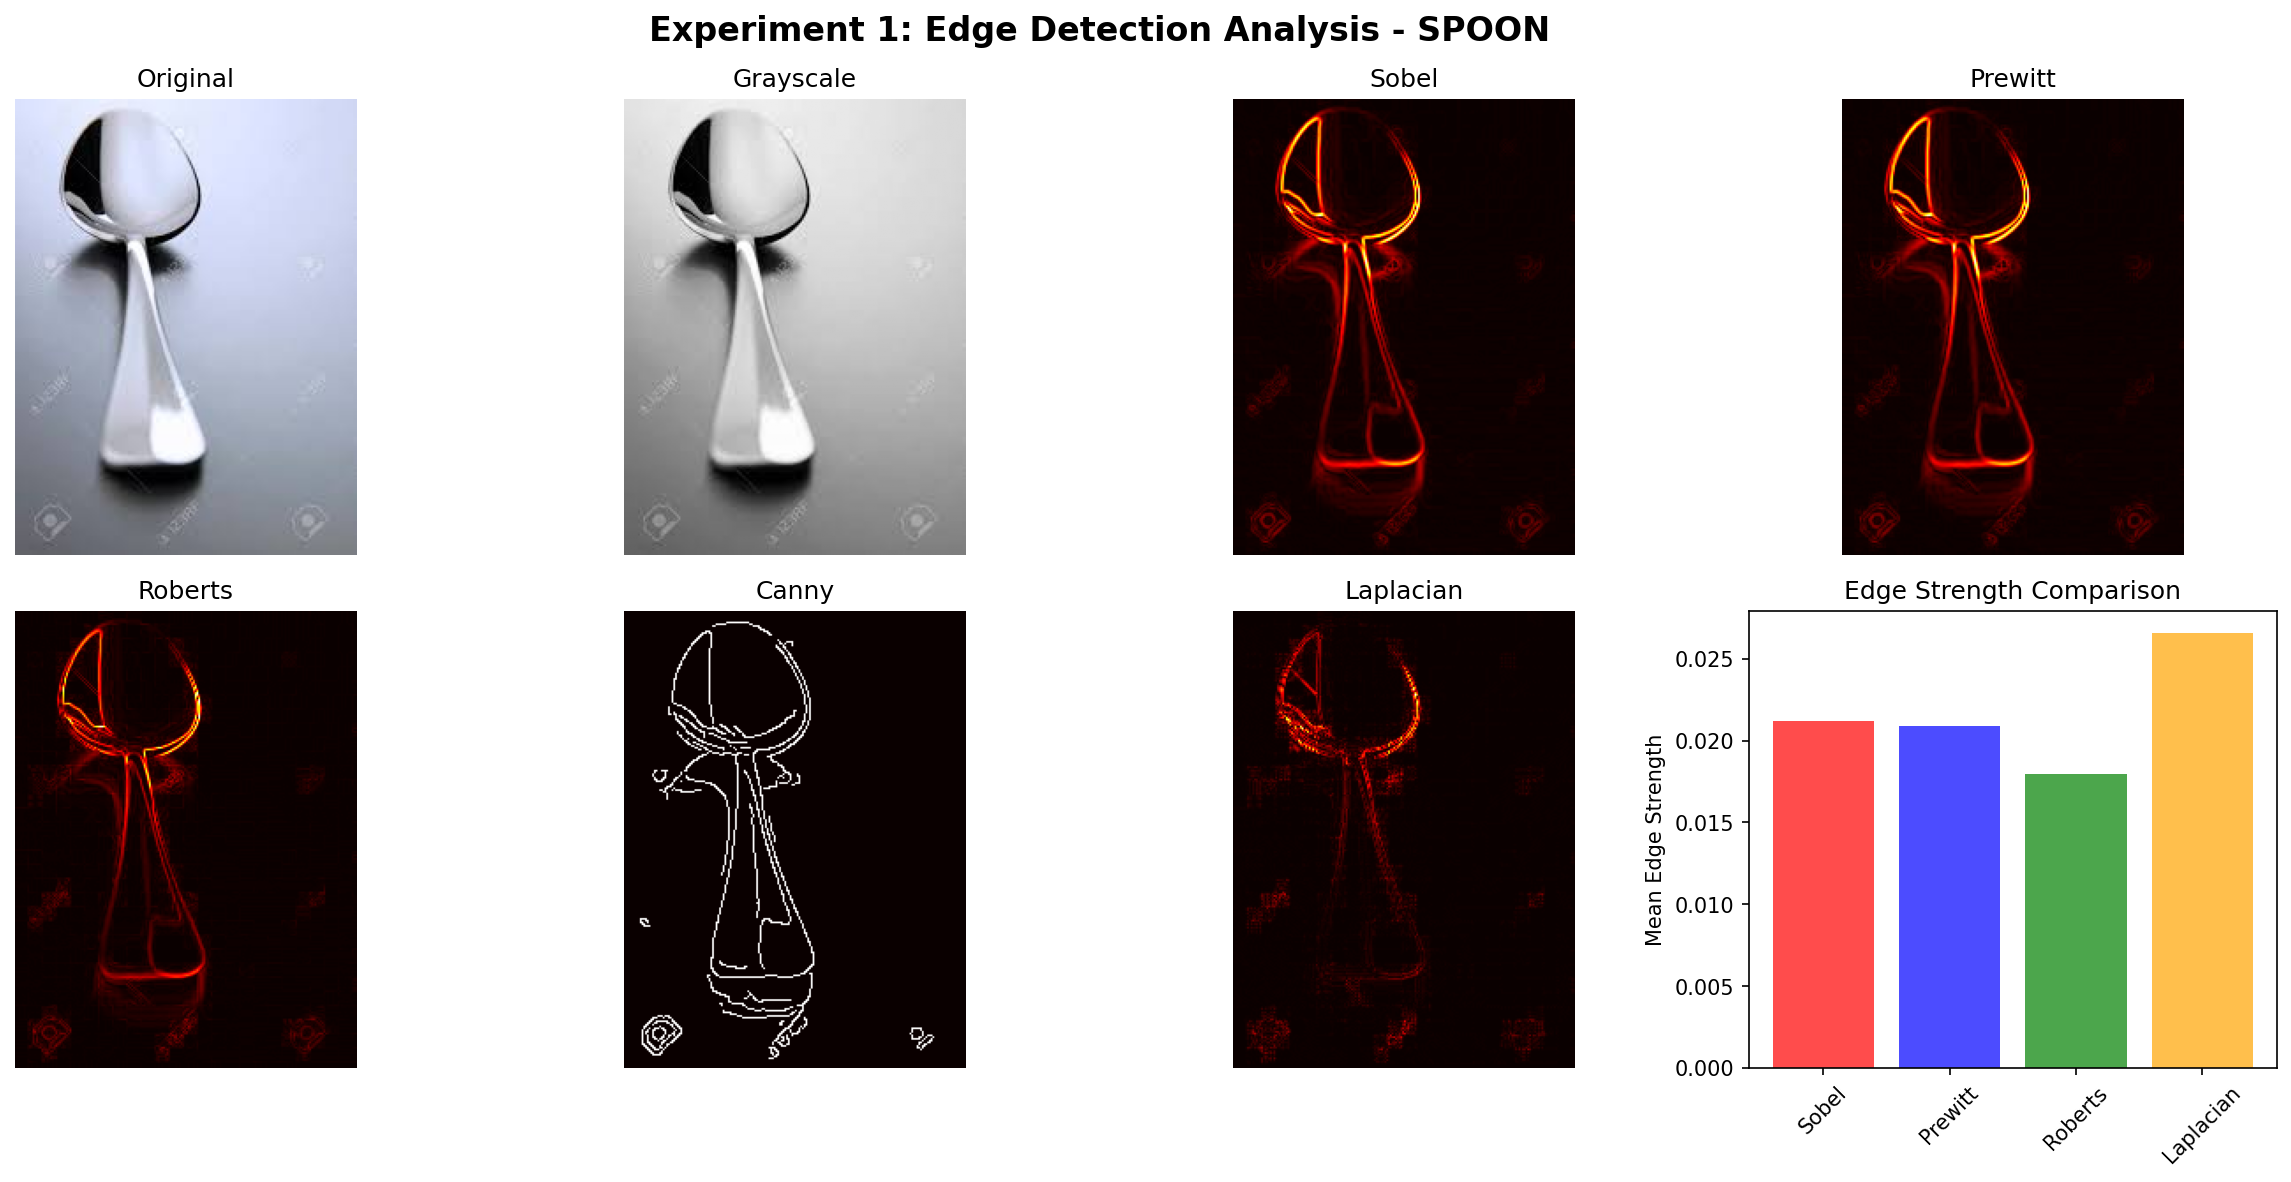 Experiment 1: Edge Detection Analysis - SPOON
Original
Grayscale
Sobel
Prewitt
Roberts
Canny
Laplacian
Edge Strength Comparison
Mean Edge Strength
0.025
0.020
0.015
0.010
0.005
0.000
Sobel
Prewitt
Roberts
Laplacian